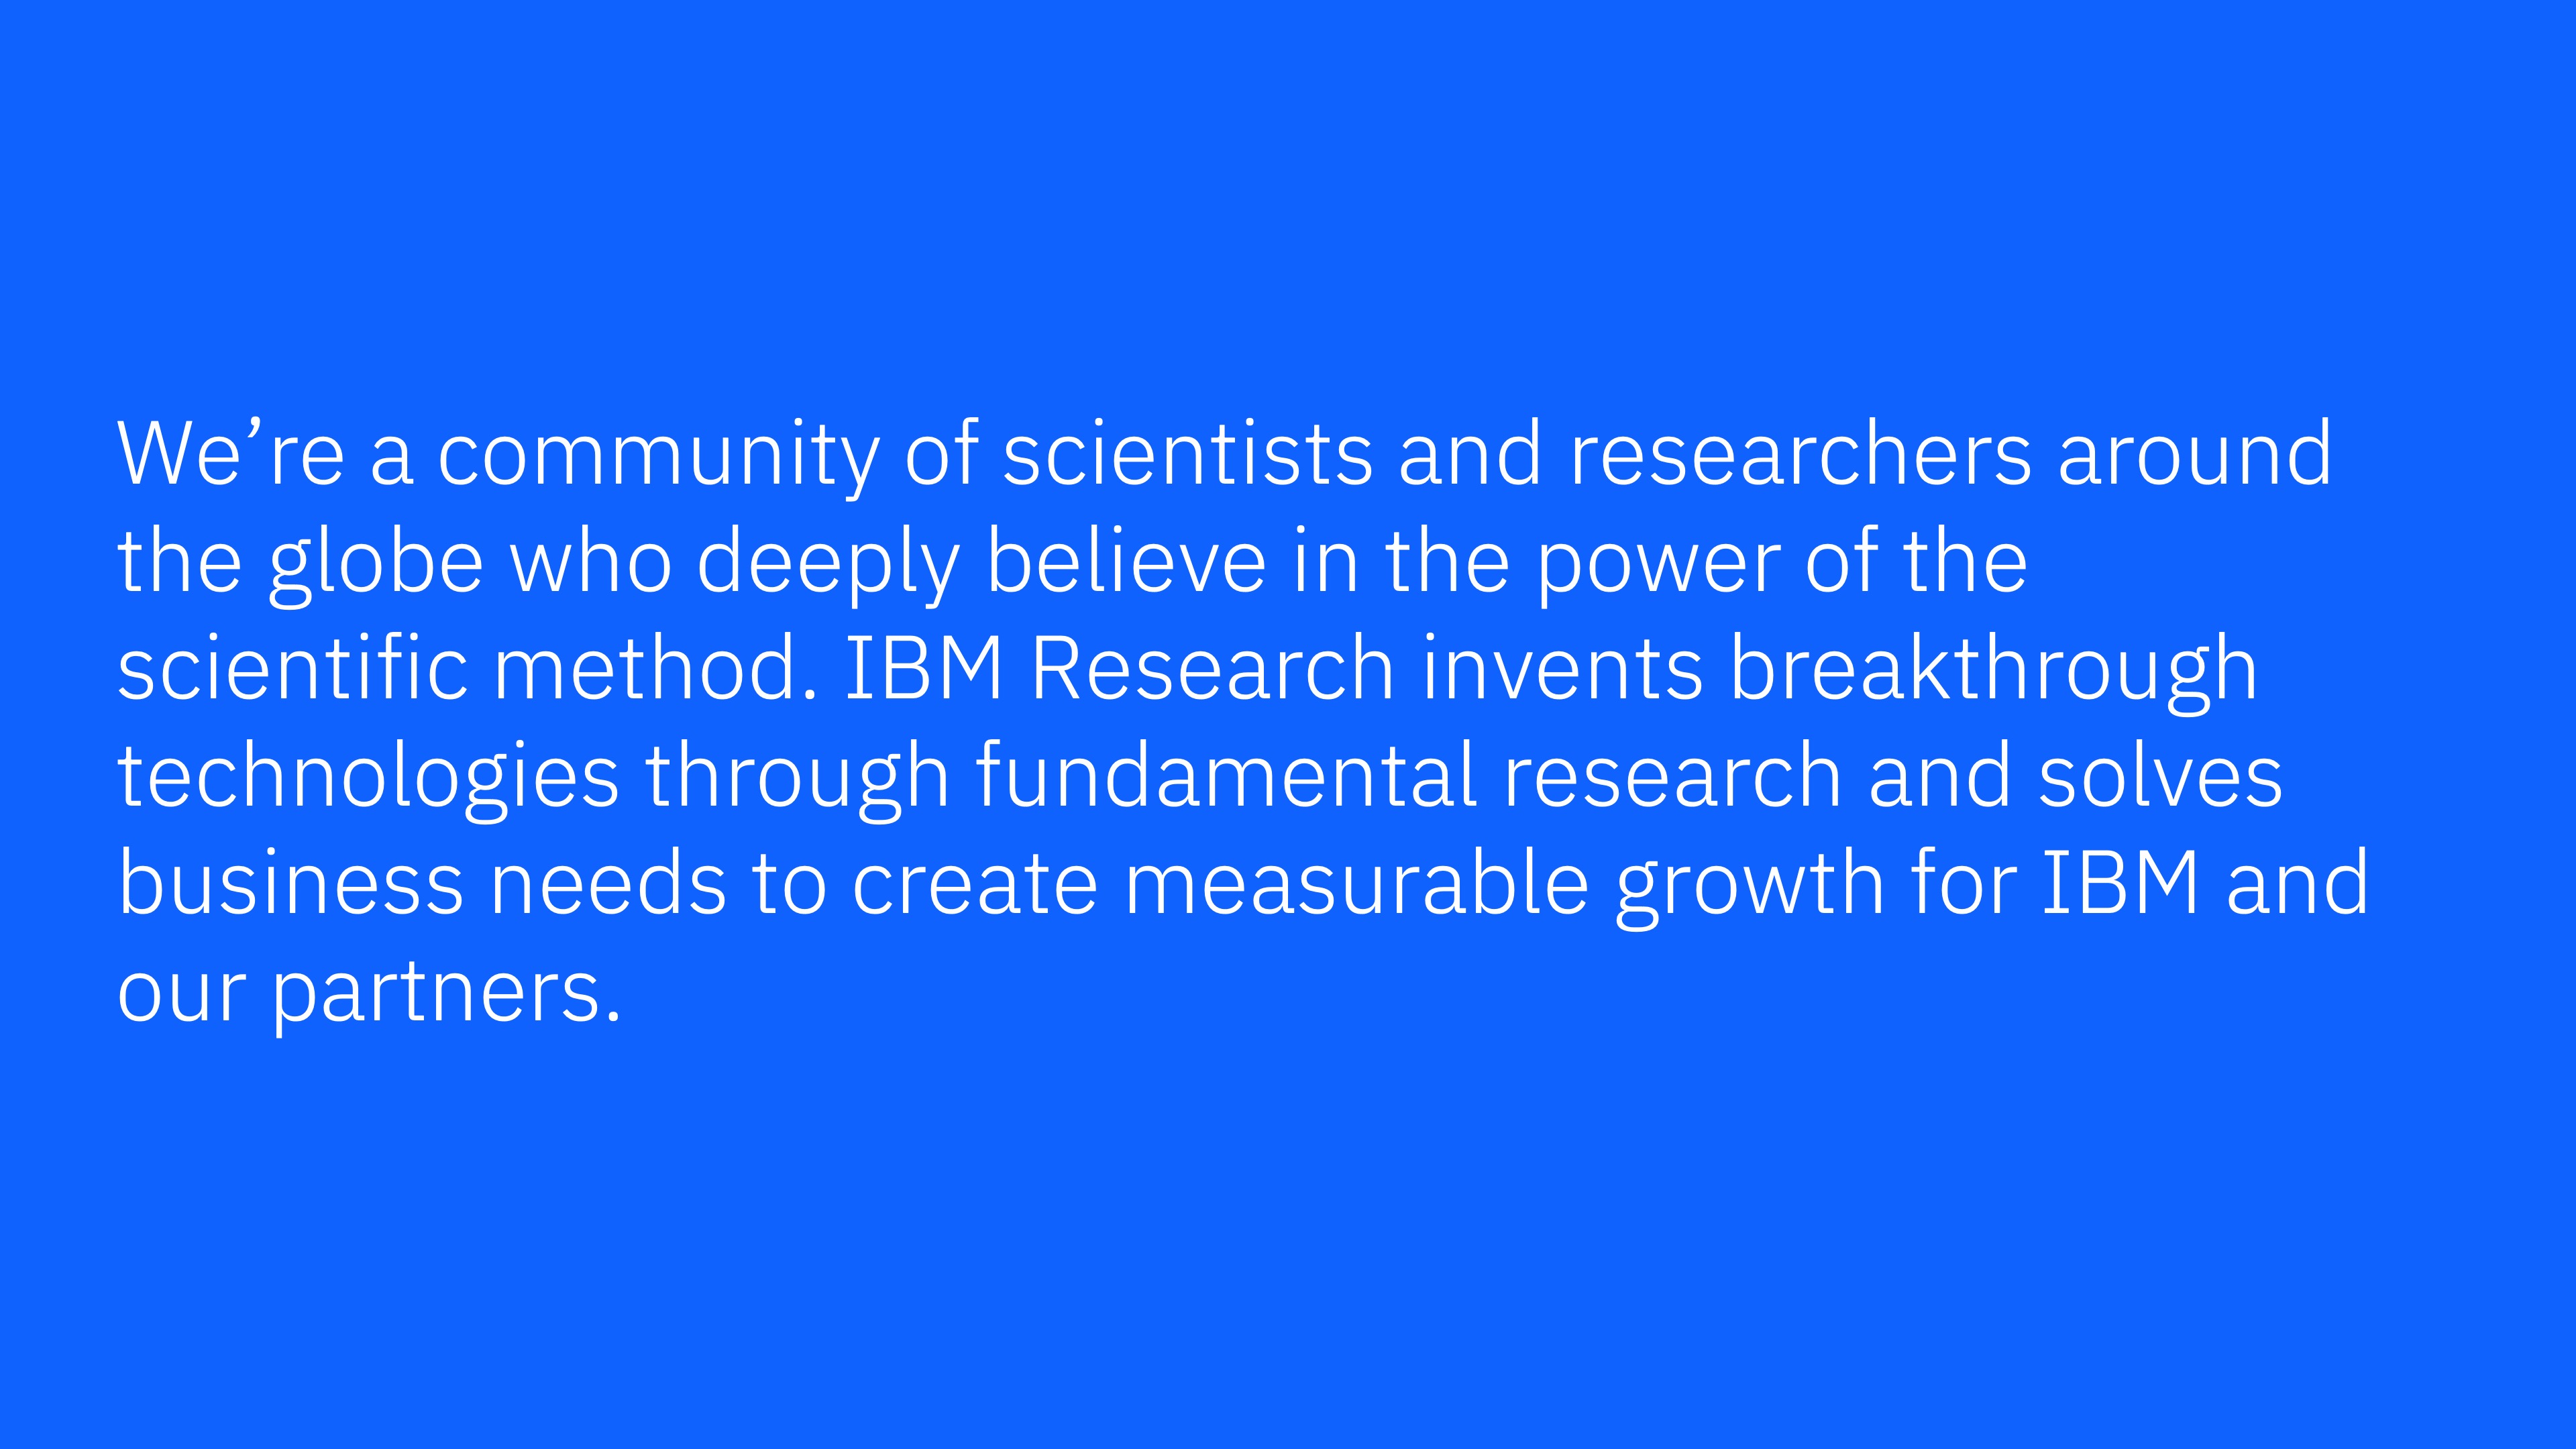 We’re a community of scientists and researchers around
the globe who deeply believe in the power of the
scientific method. IBM Research invents breakthrough
technologies through fundamental research and solves
business needs to create measurable growth for IBM and
our partners.